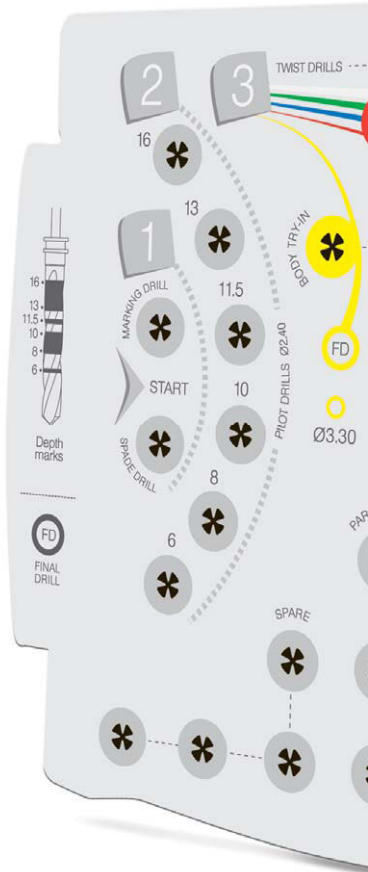 2
3
TWIST DRILLS
16
13
1
BODY TRY-IN
MARKING DRILL
11.5
16
13
11.5
10
8
6
PILOT DRILLS Ø2.40
FD
START
10
Ø3.30
SPADE DRILL
Depth
marks
8
FD
FINAL
DRILL
6
SPARE